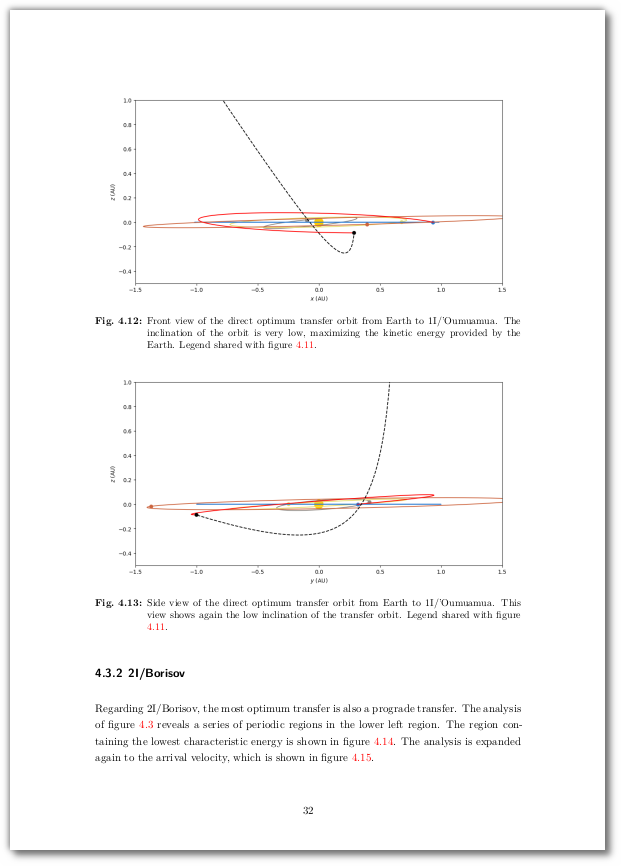 1.0
0.8
0.6
0.4
0.2
0.0
−0.2
−0.4
z (AU)
−1.5 −1.0 −0.5 0.0 0.5 1.0 1.5
x (AU)
Fig. 4.12: Front view of the direct optimum transfer orbit from Earth to 1I/'Oumuamua. The
inclination of the orbit is very low, maximizing the kinetic energy provided by the
Earth. Legend shared with figure 4.11.
1.0
0.8
0.6
0.4
0.2
0.0
−0.2
−0.4
z (AU)
−1.5 −1.0 −0.5 0.0 0.5 1.0 1.5
y (AU)
Fig. 4.13: Side view of the direct optimum transfer orbit from Earth to 1I/'Oumuamua. This
view shows again the low inclination of the transfer orbit. Legend shared with figure
4.11.
4.3.2 2I/Borisov
Regarding 2I/Borisov, the most optimum transfer is also a prograde transfer. The analysis
of figure 4.3 reveals a series of periodic regions in the lower left region. The region con-
taining the lowest characteristic energy is shown in figure 4.14. The analysis is expanded
again to the arrival velocity, which is shown in figure 4.15.
32